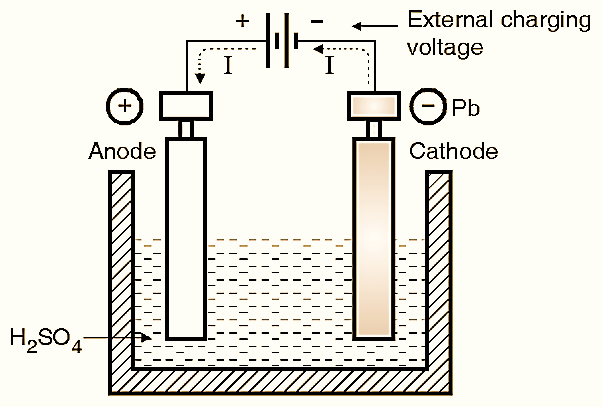 + − External charging
voltage
I I
+ − Pb
Anode Cathode
H₂SO₄